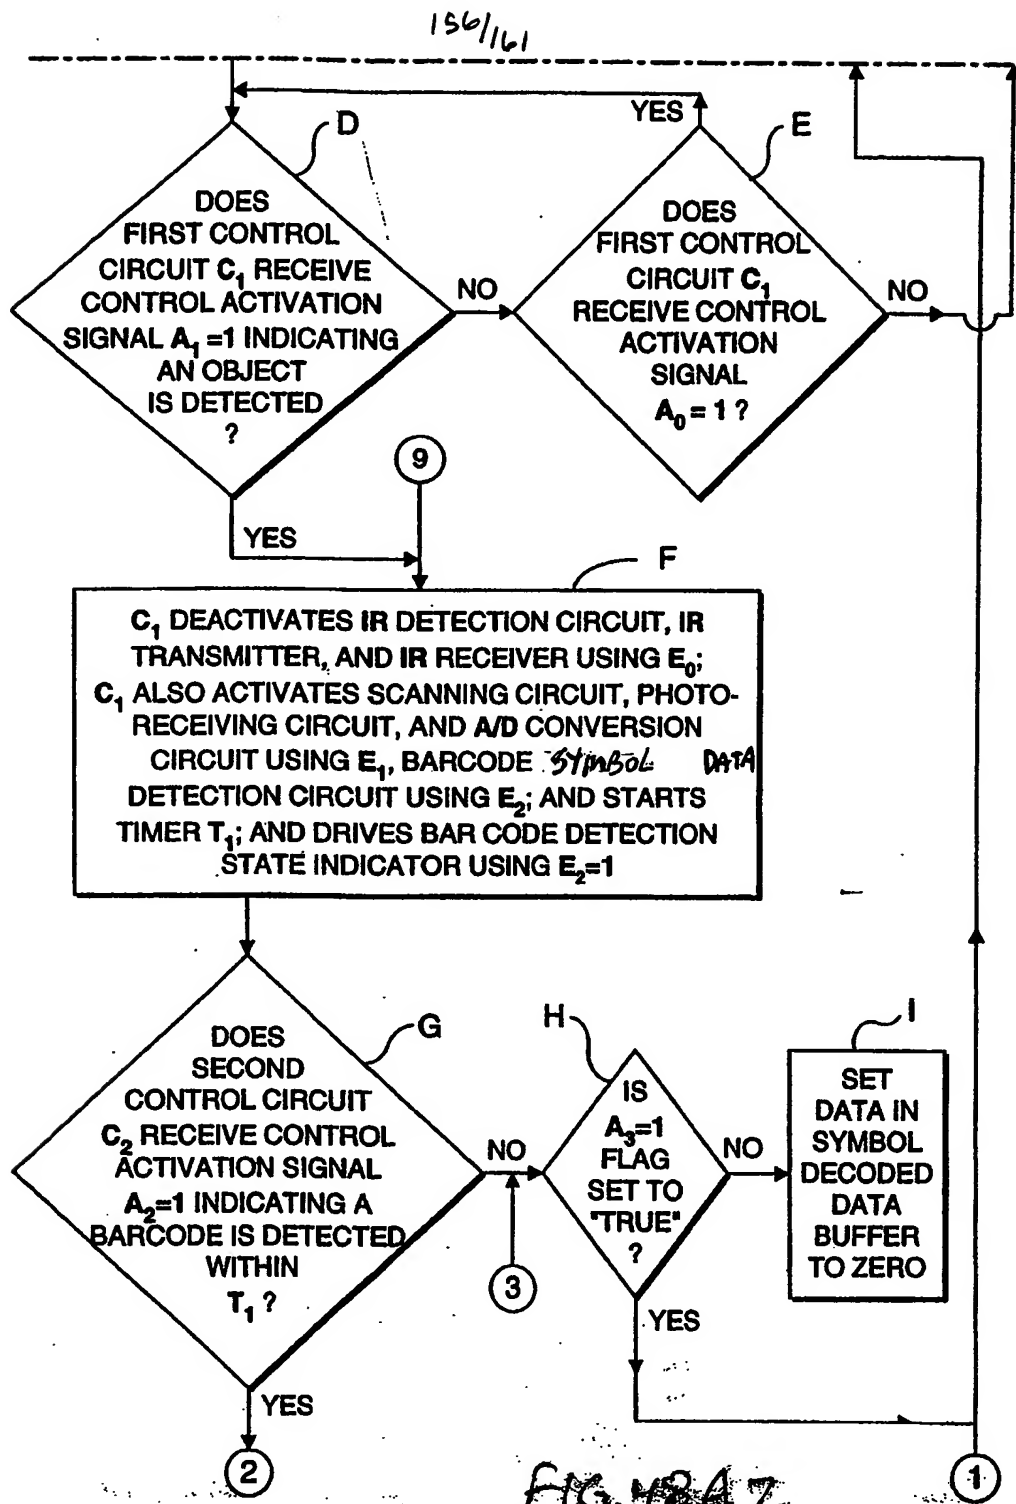 156/161
YES
D
E
DOES
FIRST CONTROL
CIRCUIT C₁ RECEIVE
CONTROL ACTIVATION
SIGNAL A₁ =1 INDICATING
AN OBJECT
IS DETECTED
?
NO
DOES
FIRST CONTROL
CIRCUIT C₁
RECEIVE CONTROL
ACTIVATION
SIGNAL
A₀ = 1 ?
NO
9
YES
F
C₁ DEACTIVATES IR DETECTION CIRCUIT, IR
TRANSMITTER, AND IR RECEIVER USING E₀;
C₁ ALSO ACTIVATES SCANNING CIRCUIT, PHOTO-
RECEIVING CIRCUIT, AND A/D CONVERSION
CIRCUIT USING E₁, BARCODE SYMBOL DATA
DETECTION CIRCUIT USING E₂; AND STARTS
TIMER T₁; AND DRIVES BAR CODE DETECTION
STATE INDICATOR USING E₂=1
G
H
I
DOES
SECOND
CONTROL CIRCUIT
C₂ RECEIVE CONTROL
ACTIVATION SIGNAL
A₂=1 INDICATING A
BARCODE IS DETECTED
WITHIN
T₁ ?
NO
3
IS
A₃=1
FLAG
SET TO
"TRUE"
?
NO
SET
DATA IN
SYMBOL
DECODED
DATA
BUFFER
TO ZERO
YES
YES
2
1
FIG. 48A2